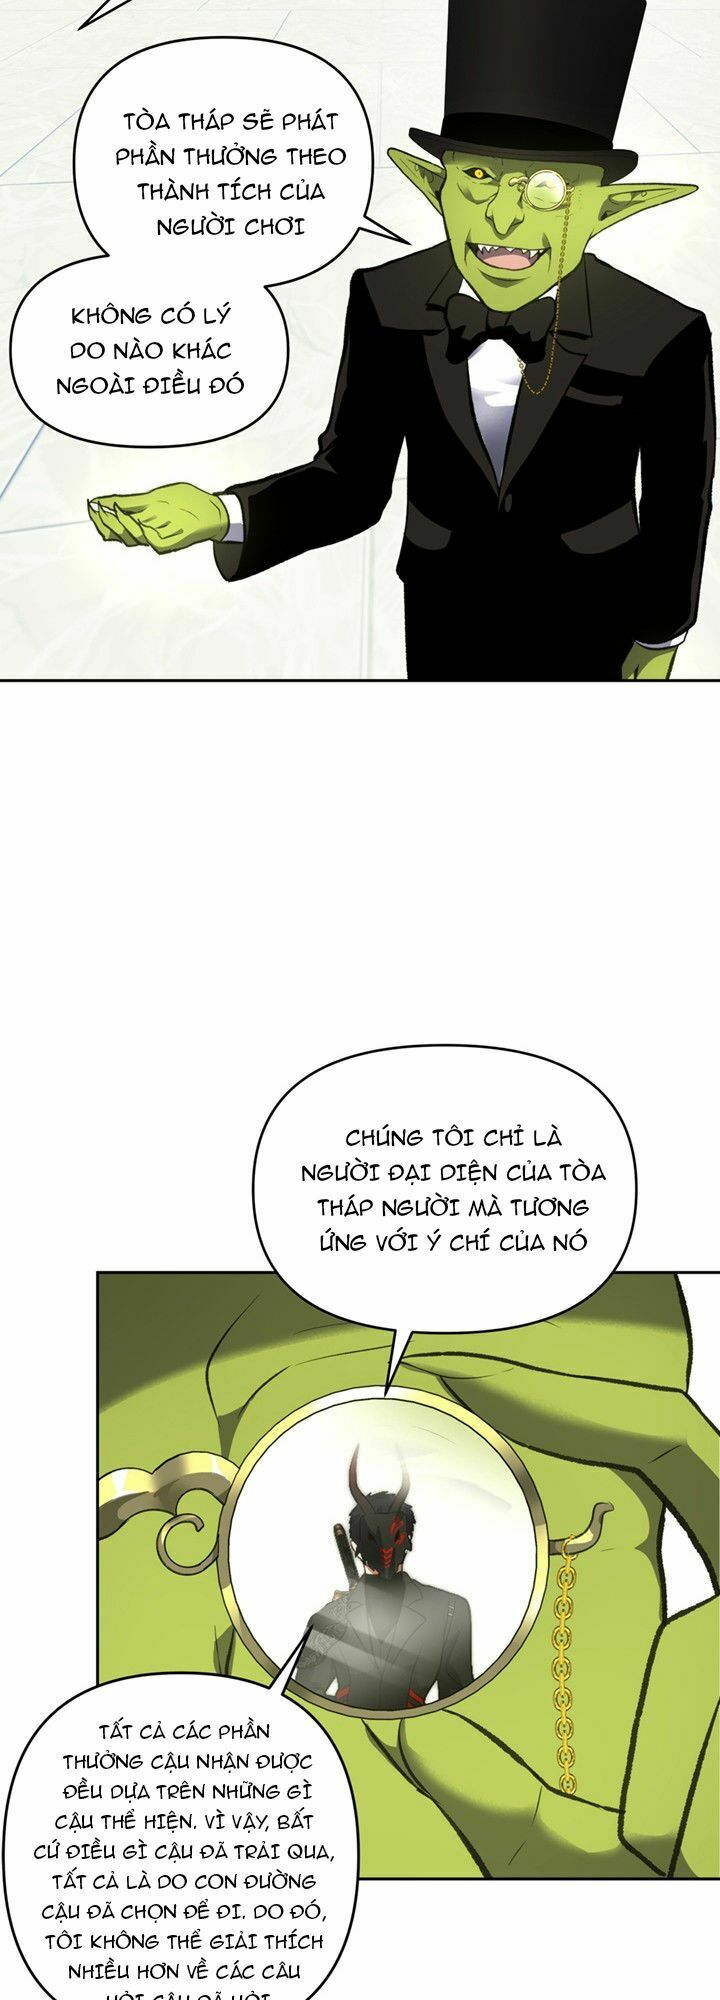 TÒA THÁP SẼ PHÁT
PHẦN THƯỞNG THEO
THÀNH TÍCH CỦA
NGƯỜI CHƠI
KHÔNG CÓ LÝ
DO NÀO KHÁC
NGOÀI ĐIỀU ĐÓ
CHÚNG TÔI CHỈ LÀ
NGƯỜI ĐẠI DIỆN CỦA TÒA
THÁP NGƯỜI MÀ TƯƠNG
ỨNG VỚI Ý CHÍ CỦA NÓ
TẤT CẢ CÁC PHẦN
THƯỞNG CẬU NHẬN ĐƯỢC
ĐỀU DỰA TRÊN NHỮNG GÌ
CẬU THỂ HIỆN. VÌ VẬY, BẤT
CỨ ĐIỀU GÌ CẬU ĐÃ TRẢI QUA,
TẤT CẢ LÀ DO CON ĐƯỜNG
CẬU ĐÃ CHỌN ĐỂ ĐI. DO ĐÓ,
TÔI KHÔNG THỂ GIẢI THÍCH
NHIỀU HƠN VỀ CÁC CÂU
HỎI CẬU ĐÃ HỎI